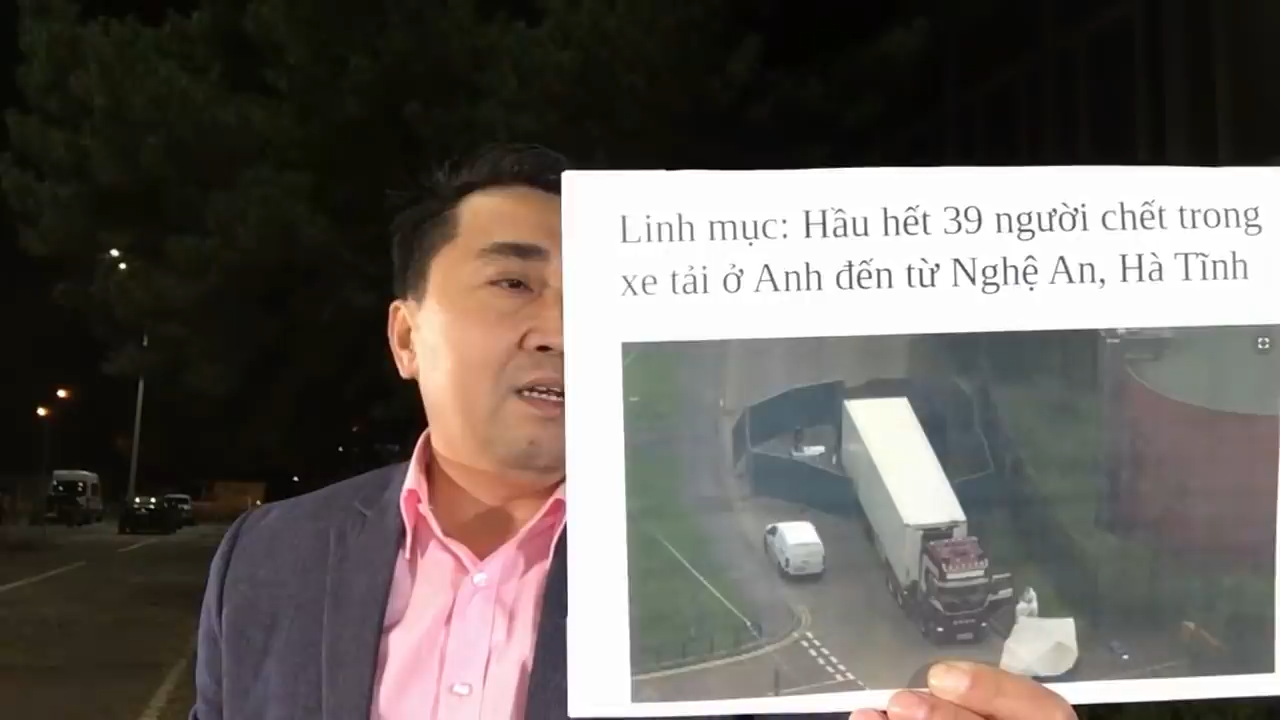 Linh mục: Hầu hết 39 người chết trong
xe tải ở Anh đến từ Nghệ An, Hà Tĩnh